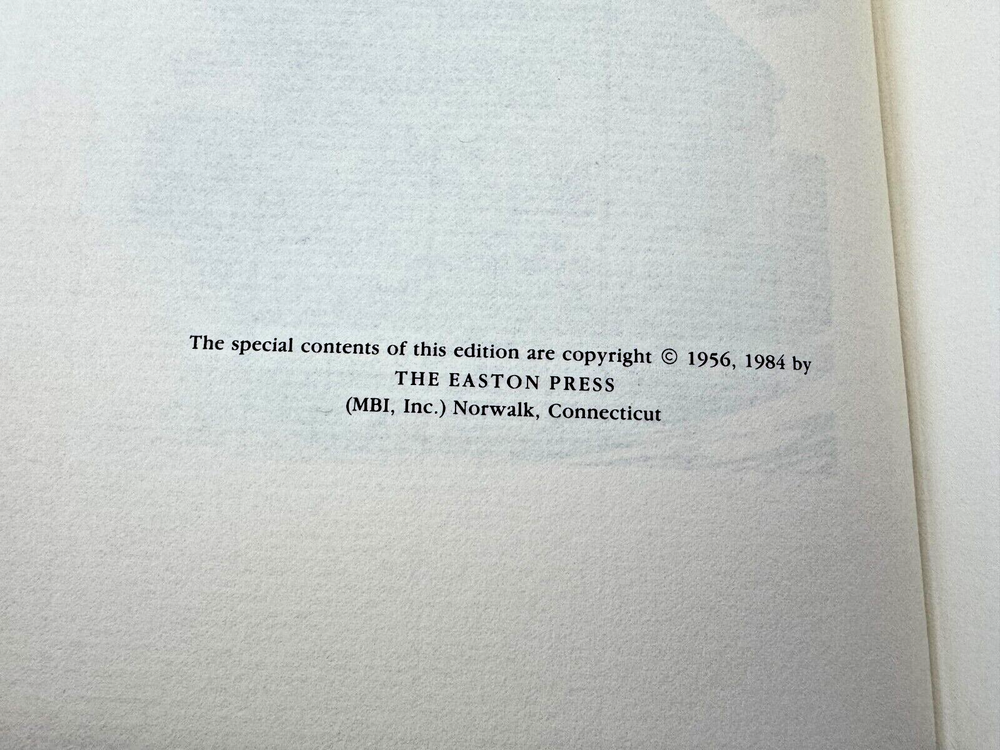 The special contents of this edition are copyright © 1956, 1984 by
THE EASTON PRESS
(MBI, Inc.) Norwalk, Connecticut